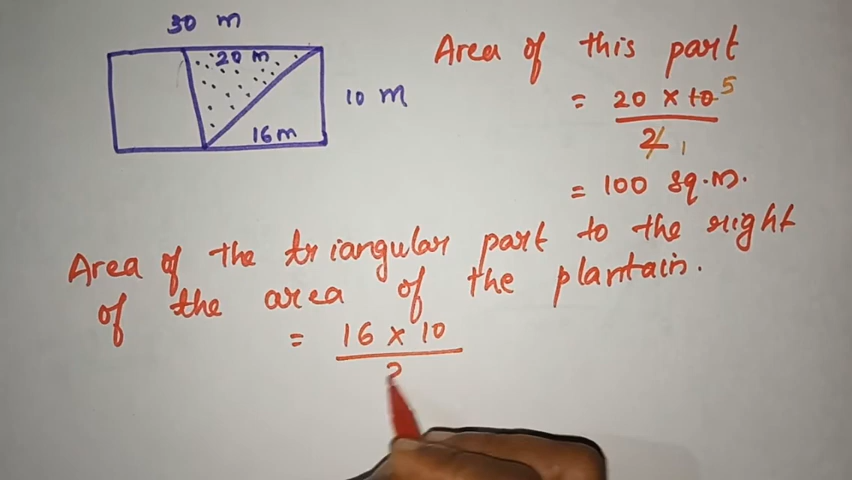 30 m
20 m
10 m
16m
Area of this part
= 20 x 10 5
2 1
= 100 sq.m.
Area of the triangular part to the right
of the area of the plantain.
= 16 x 10
2